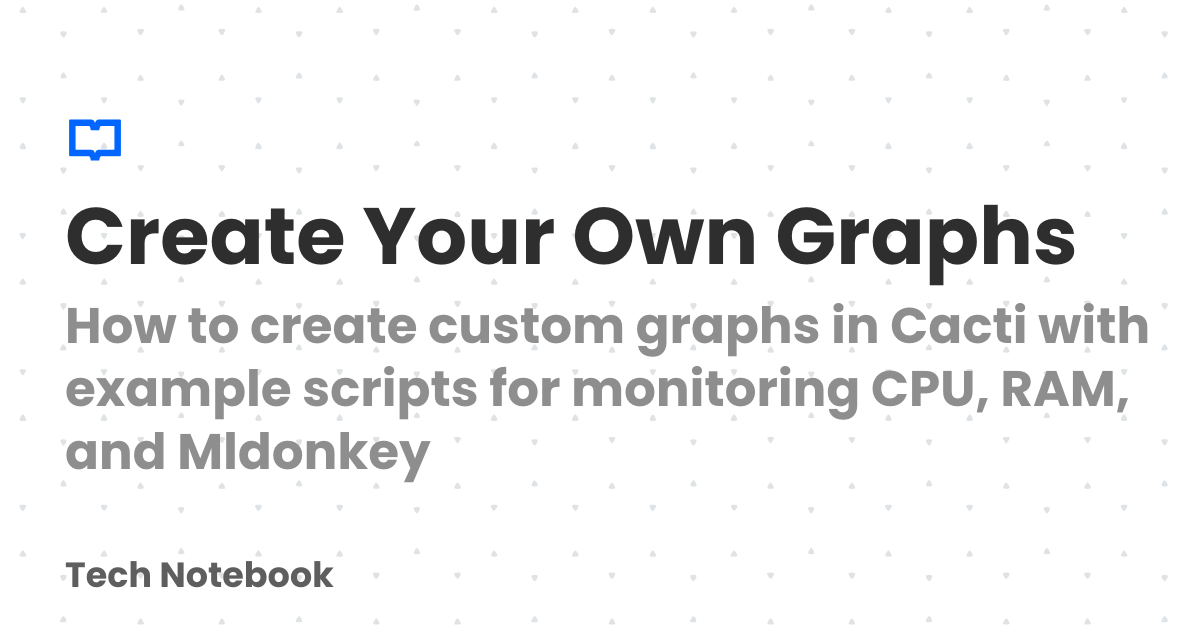 Create Your Own Graphs
How to create custom graphs in Cacti with
example scripts for monitoring CPU, RAM,
and Mldonkey
Tech Notebook